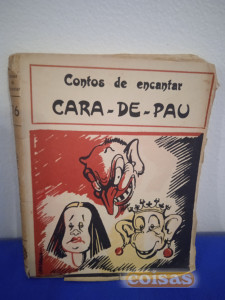 Contos de encantar
CARA-DE-PAU
6
coisas